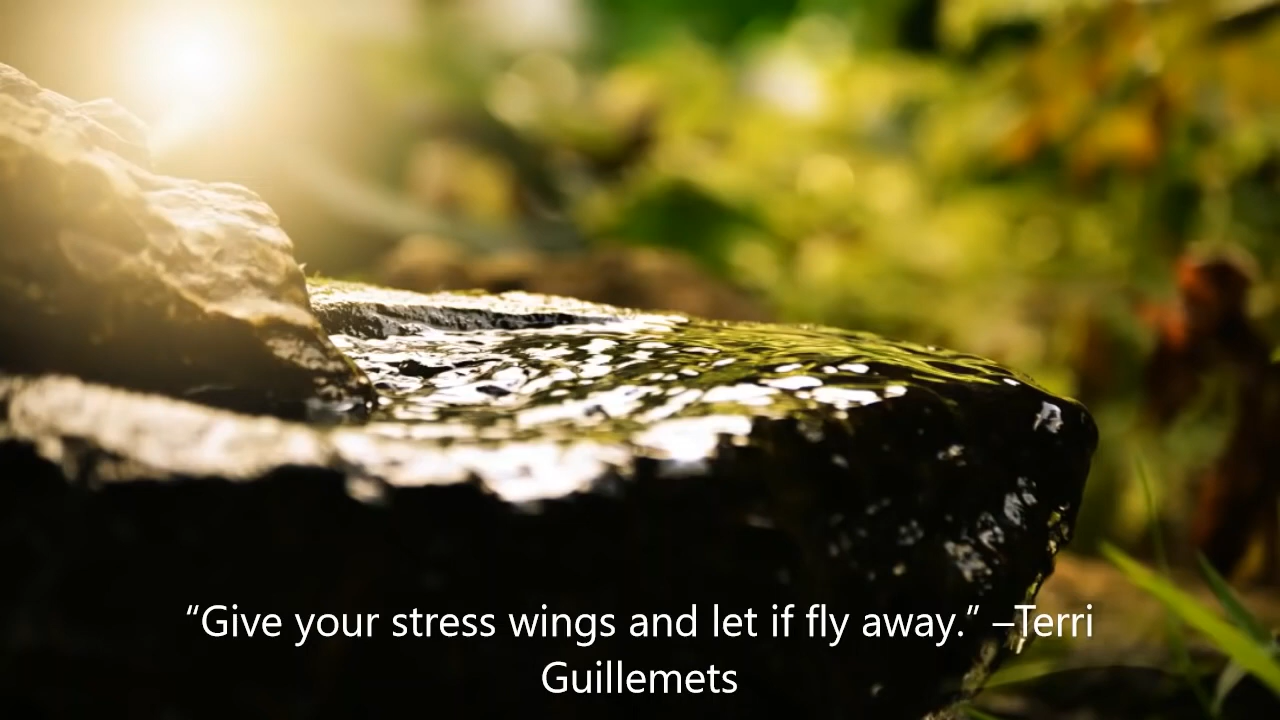 “Give your stress wings and let if fly away.” –Terri
Guillemets